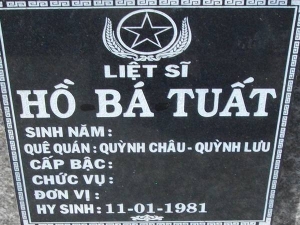 LIỆT SĨ
HỒ BÁ TUẤT
SINH NĂM :
QUÊ QUÁN : QUỲNH CHÂU - QUỲNH LƯU
CẤP BẬC :
CHỨC VỤ :
ĐƠN VỊ :
HY SINH : 11-01-1981